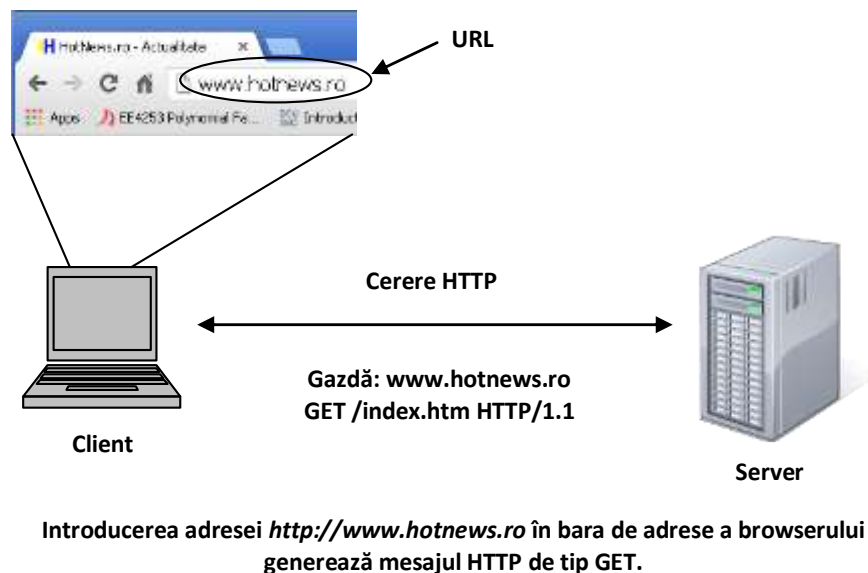 URL
HotNews.ro - Actualitate ×
www.hotnews.ro
Apps EE4253 Polynomial Fa... Introduct
Cerere HTTP
Gazdă: www.hotnews.ro
GET /index.htm HTTP/1.1
Client
Server
Introducerea adresei http://www.hotnews.ro în bara de adrese a browserului
generează mesajul HTTP de tip GET.